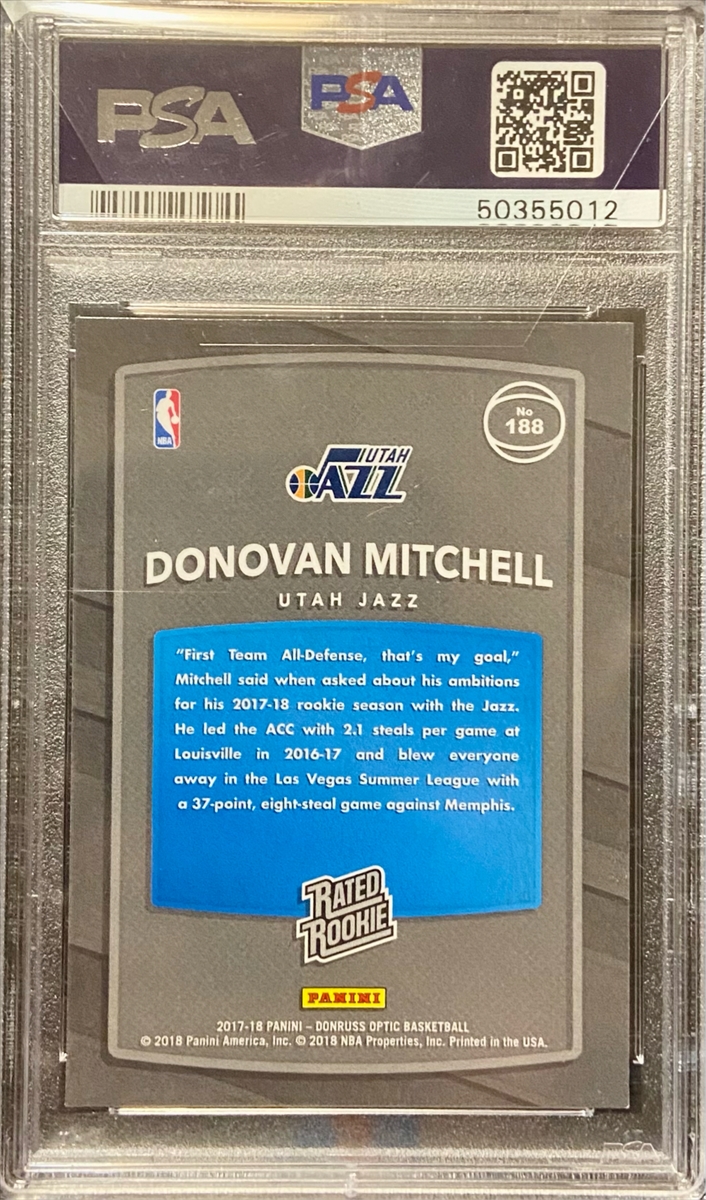 PSA PSA
50355012
NBA
No
188
UTAH
JAZZ
DONOVAN MITCHELL
UTAH JAZZ
“First Team All-Defense, that’s my goal,”
Mitchell said when asked about his ambitions
for his 2017-18 rookie season with the Jazz.
He led the ACC with 2.1 steals per game at
Louisville in 2016-17 and blew everyone
away in the Las Vegas Summer League with
a 37-point, eight-steal game against Memphis.
RATED
ROOKIE
PANINI
2017-18 PANINI – DONRUSS OPTIC BASKETBALL
© 2018 Panini America, Inc. © 2018 NBA Properties, Inc. Printed in the USA.
PSA